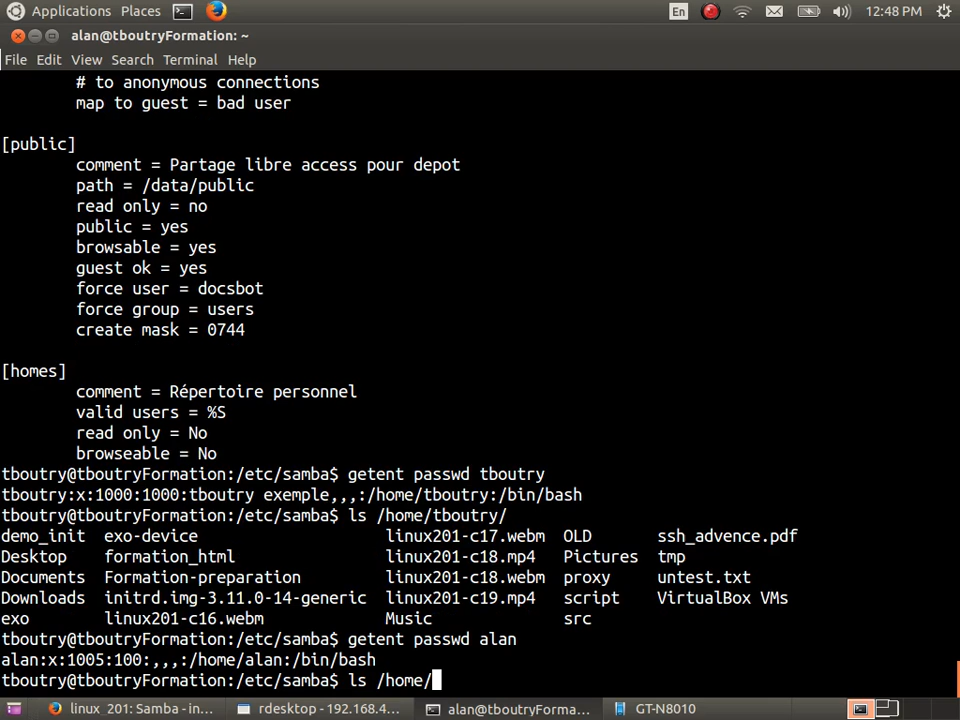 Applications Places En 12:48 PM
alan@tboutryFormation: ~
File Edit View Search Terminal Help
# to anonymous connections
map to guest = bad user
[public]
comment = Partage libre access pour depot
path = /data/public
read only = no
public = yes
browsable = yes
guest ok = yes
force user = docsbot
force group = users
create mask = 0744
[homes]
comment = Répertoire personnel
valid users = %S
read only = No
browseable = No
tboutry@tboutryFormation:/etc/samba$ getent passwd tboutry
tboutry:x:1000:1000:tboutry exemple,,,:/home/tboutry:/bin/bash
tboutry@tboutryFormation:/etc/samba$ ls /home/tboutry/
demo_init exo-device linux201-c17.webm OLD ssh_advence.pdf
Desktop formation_html linux201-c18.mp4 Pictures tmp
Documents Formation-preparation linux201-c18.webm proxy untest.txt
Downloads initrd.img-3.11.0-14-generic linux201-c19.mp4 script VirtualBox VMs
exo linux201-c16.webm Music src
tboutry@tboutryFormation:/etc/samba$ getent passwd alan
alan:x:1005:100:,,,:/home/alan:/bin/bash
tboutry@tboutryFormation:/etc/samba$ ls /home/
linux_201: Samba - in... rdesktop - 192.168.4... alan@tboutryForma... GT-N8010